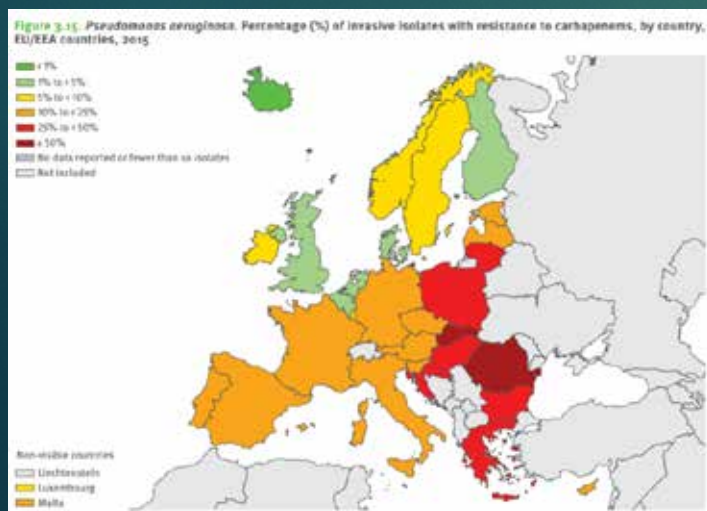 Figure 3.15. Pseudomonas aeruginosa. Percentage (%) of invasive isolates with resistance to carbapenems, by country,
EU/EEA countries, 2015
< 1%
1% to < 5%
5% to < 10%
10% to < 25%
25% to < 50%
≥ 50%
No data reported or fewer than 10 isolates
Not included
Non-visible countries
Liechtenstein
Luxembourg
Malta